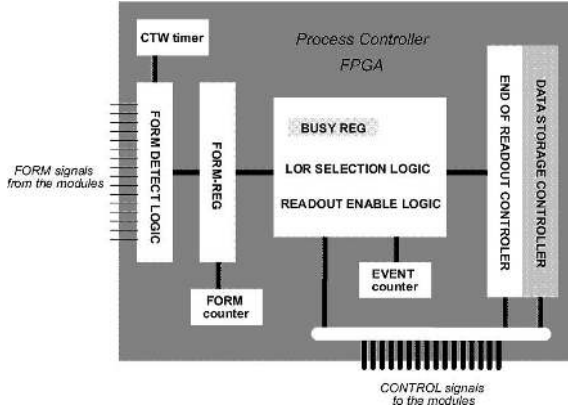 CTW timer
Process Controller
FPGA
FORM signals
from the modules
FORM DETECT LOGIC
FORM-REG
BUSY REG
LOR SELECTION LOGIC
READOUT ENABLE LOGIC
END OF READOUT CONTROLER
DATA STORAGE CONTROLLER
FORM
counter
EVENT
counter
CONTROL signals
to the modules